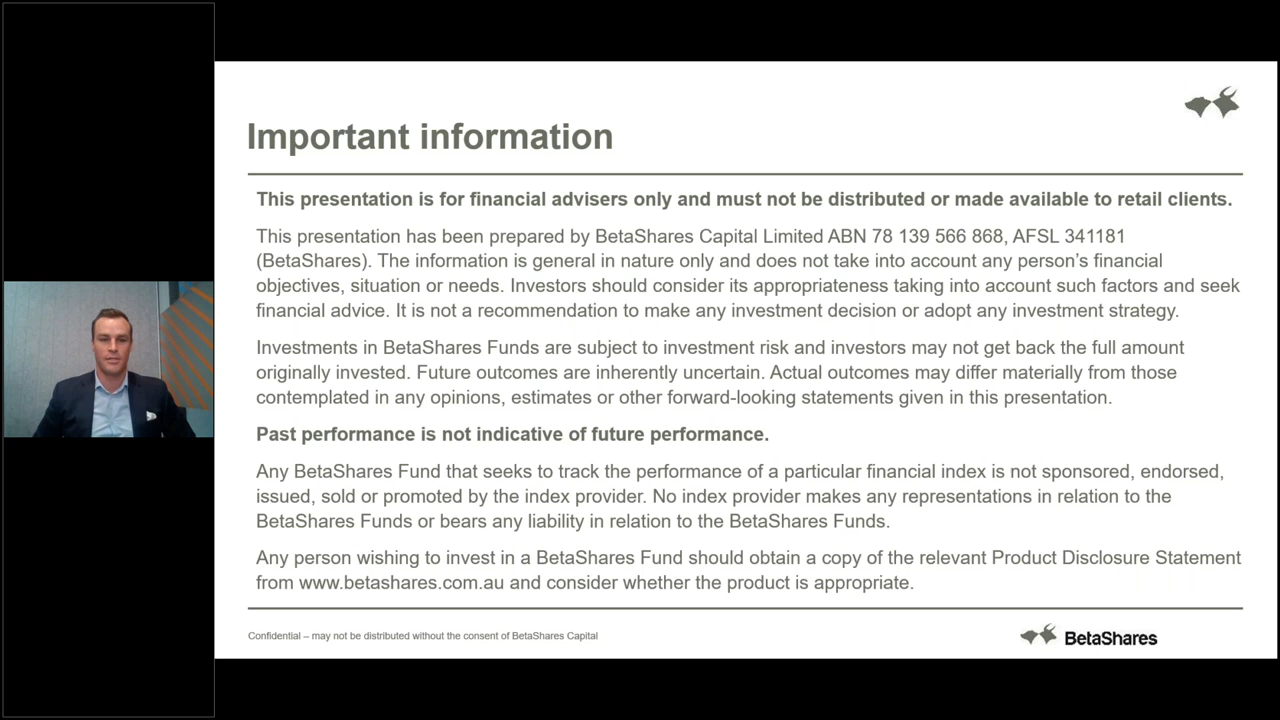 Important information
This presentation is for financial advisers only and must not be distributed or made available to retail clients.
This presentation has been prepared by BetaShares Capital Limited ABN 78 139 566 868, AFSL 341181
(BetaShares). The information is general in nature only and does not take into account any person’s financial
objectives, situation or needs. Investors should consider its appropriateness taking into account such factors and seek
financial advice. It is not a recommendation to make any investment decision or adopt any investment strategy.
Investments in BetaShares Funds are subject to investment risk and investors may not get back the full amount
originally invested. Future outcomes are inherently uncertain. Actual outcomes may differ materially from those
contemplated in any opinions, estimates or other forward-looking statements given in this presentation.
Past performance is not indicative of future performance.
Any BetaShares Fund that seeks to track the performance of a particular financial index is not sponsored, endorsed,
issued, sold or promoted by the index provider. No index provider makes any representations in relation to the
BetaShares Funds or bears any liability in relation to the BetaShares Funds.
Any person wishing to invest in a BetaShares Fund should obtain a copy of the relevant Product Disclosure Statement
from www.betashares.com.au and consider whether the product is appropriate.
Confidential – may not be distributed without the consent of BetaShares Capital
BetaShares